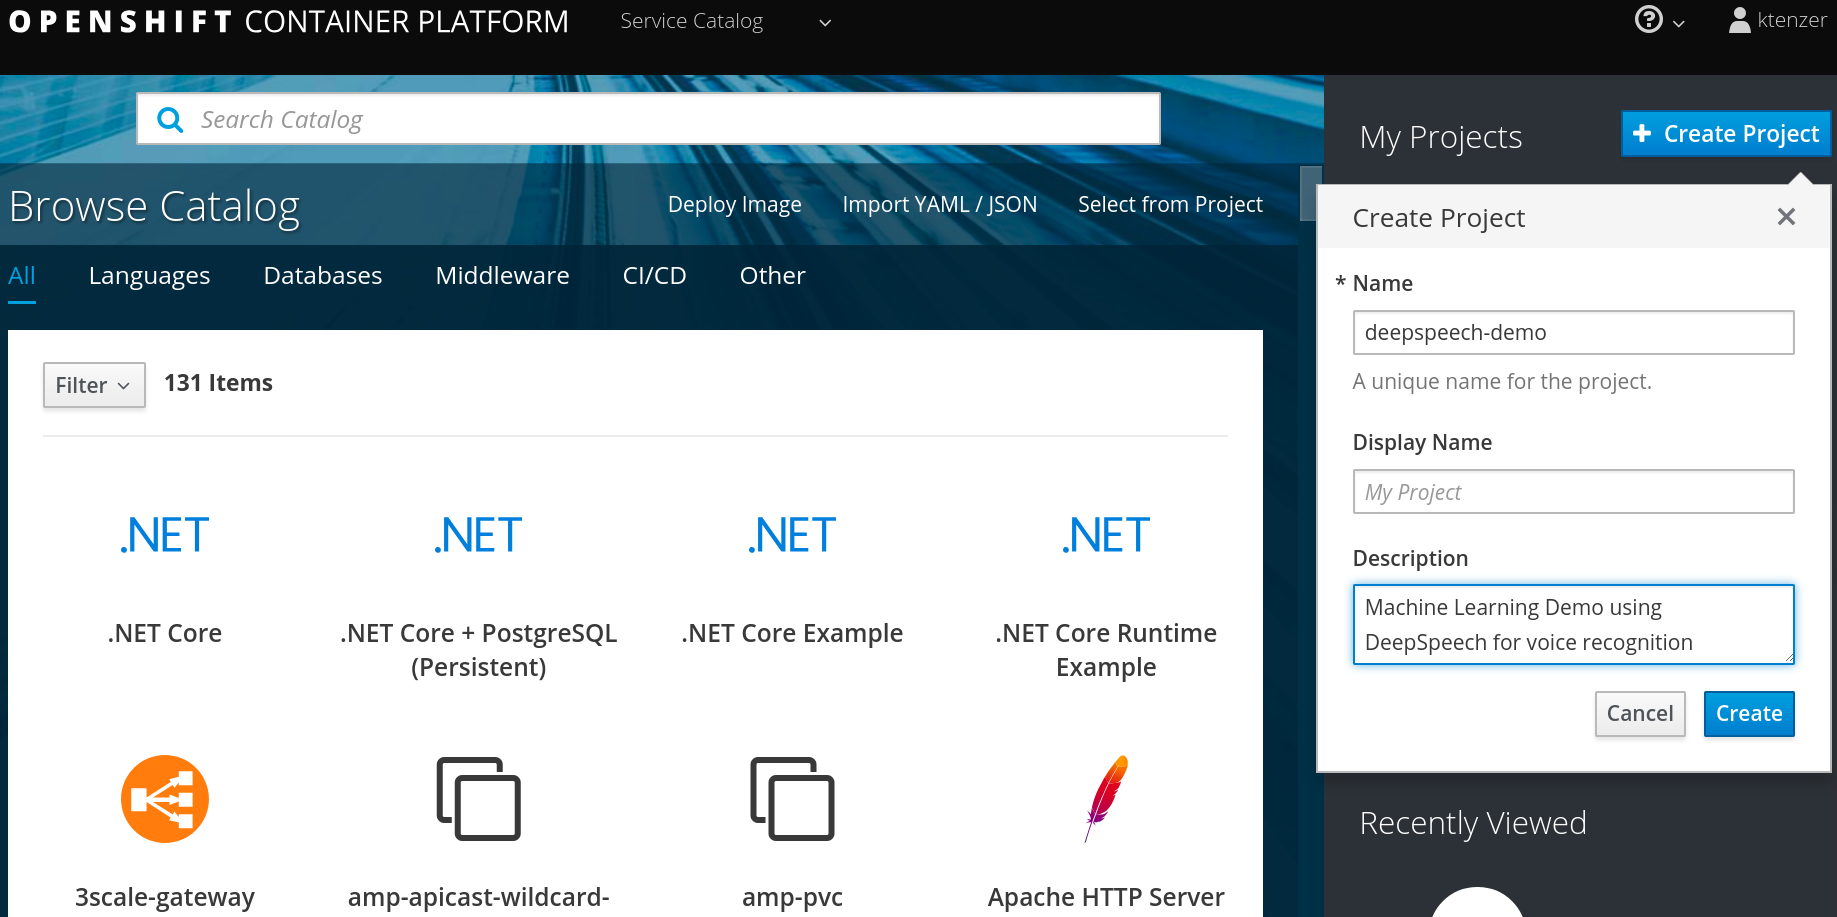 OPENSHIFT CONTAINER PLATFORM
Service Catalog
ktenzer
Search Catalog
My Projects
Create Project
Browse Catalog
Deploy Image
Import YAML / JSON
Select from Project
Create Project
All
Languages
Databases
Middleware
CI/CD
Other
* Name
deepspeech-demo
A unique name for the project.
Display Name
My Project
Description
Machine Learning Demo using
DeepSpeech for voice recognition
Cancel
Create
Filter
131 Items
.NET
.NET
.NET
.NET
.NET Core
.NET Core + PostgreSQL
(Persistent)
.NET Core Example
.NET Core Runtime
Example
3scale-gateway
amp-apicast-wildcard-
amp-pvc
Apache HTTP Server
Recently Viewed